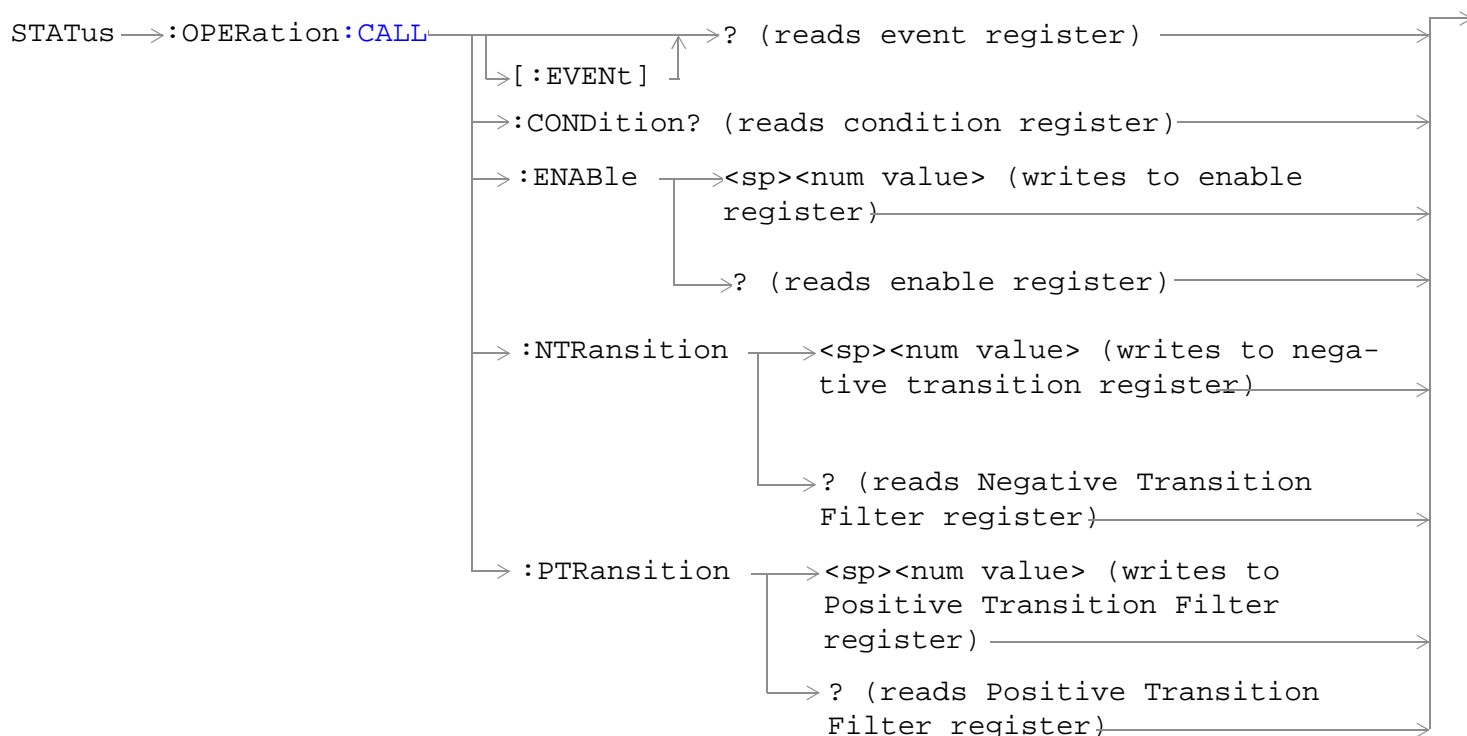 STATus :OPERation:CALL ? (reads event register)
[:EVENt]
:CONDition? (reads condition register)
:ENABle <sp><num value> (writes to enable
register)
? (reads enable register)
:NTRansition <sp><num value> (writes to nega-
tive transition register)
? (reads Negative Transition
Filter register)
:PTRansition <sp><num value> (writes to
Positive Transition Filter
register)
? (reads Positive Transition
Filter register)